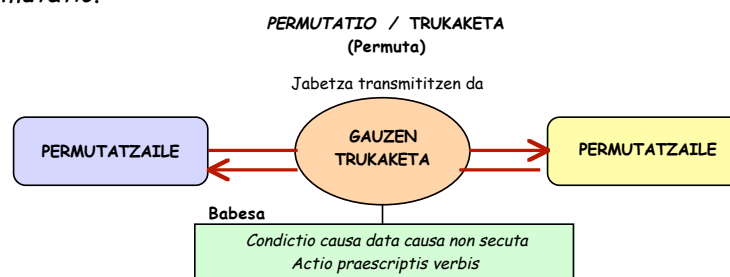 PERMUTATIO / TRUKAKETA
(Permuta)
Jabetza transmititzen da
PERMUTATZAILE
GAUZEN
TRUKAKETA
PERMUTATZAILE
Babesa
Condictio causa data causa non secuta
Actio praescriptis verbis